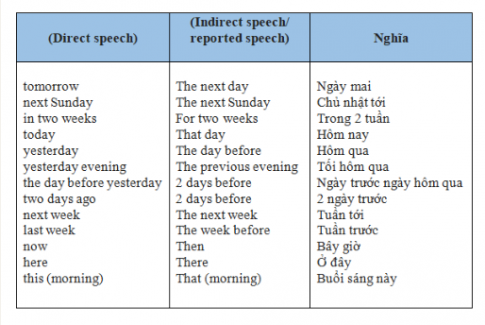 (Direct speech) (Indirect speech/ reported speech) Nghĩa
tomorrow The next day Ngày mai
next Sunday The next Sunday Chủ nhật tới
in two weeks For two weeks Trong 2 tuần
today That day Hôm nay
yesterday The day before Hôm qua
yesterday evening The previous evening Tối hôm qua
the day before yesterday 2 days before Ngày trước ngày hôm qua
two days ago 2 days before 2 ngày trước
next week The next week Tuần tới
last week The week before Tuần trước
now Then Bây giờ
here There Ở đây
this (morning) That (morning) Buổi sáng này